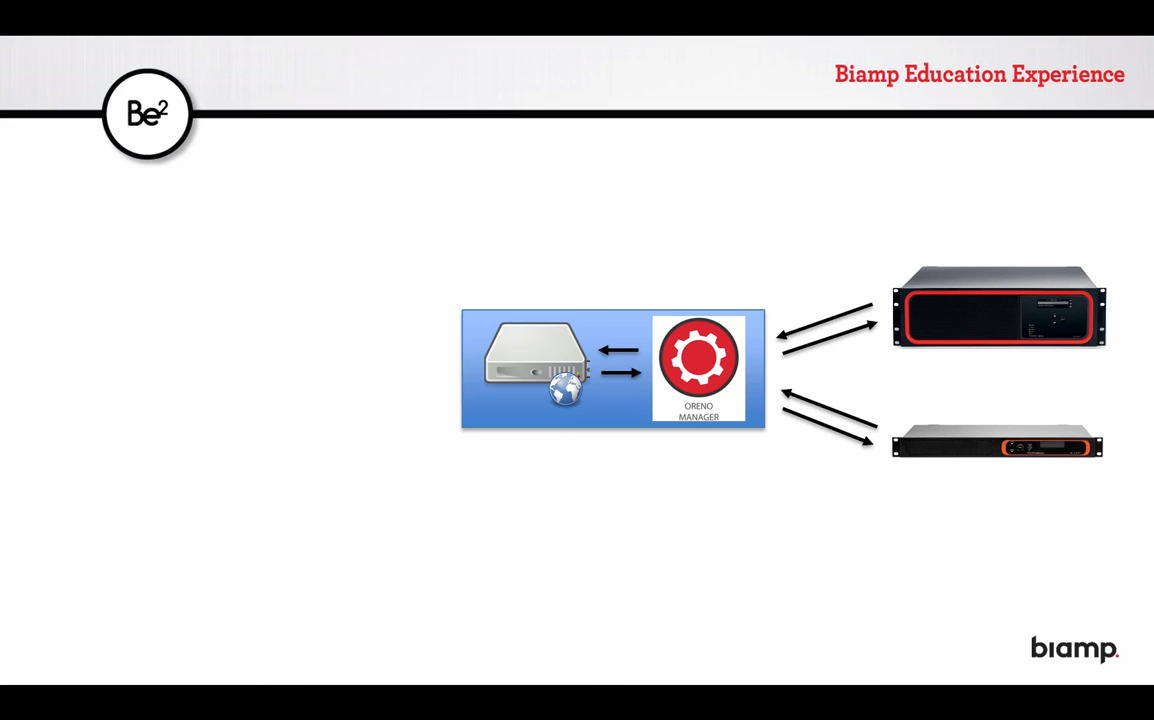 Biamp Education Experience
Be²
ORENO
MANAGER
biamp.